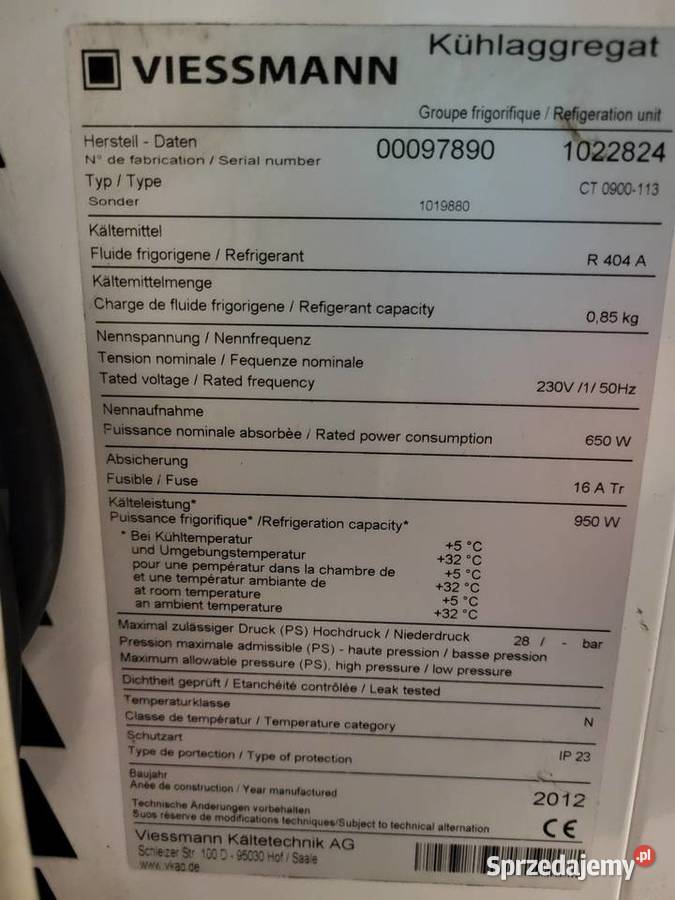 VIESSMANN
Kühlaggregat
Groupe frigorifique / Refigeration unit
Herstell - Daten
N° de fabrication / Serial number 00097890 1022824
Typ / Type CT 0900-113
Sonder 1019880
Kältemittel
Fluide frigorigene / Refrigerant R 404 A
Kältemittelmenge
Charge de fluide frigorigene / Refigerant capacity 0,85 kg
Nennspannung / Nennfrequenz
Tension nominale / Fequenze nominale
Tated voltage / Rated frequency 230V /1/ 50Hz
Nennaufnahme
Puissance nominale absorbèe / Rated power consumption 650 W
Absicherung
Fusible / Fuse 16 A Tr
Kälteleistung*
Puissance frigorifique* /Refrigeration capacity* 950 W
* Bei Kühltemperatur +5 °C
und Umgebungstemperatur +32 °C
pour une pempératur dans la chambre de +5 °C
et une températur ambiante de +32 °C
at room temperature +5 °C
an ambient temperature +32 °C
Maximal zulässiger Druck (PS) Hochdruck / Niederdruck 28 / - bar
Pression maximale admissible (PS) - haute pression / basse pression
Maximum allowable pressure (PS), high pressure / low pressure
Dichtheit geprüft / Etanchéité contrôlée / Leak tested
Temperaturklasse
Classe de températur / Temperature category N
Schutzart
Type de portection / Type of protection IP 23
Baujahr
Anée de construction / Year manufactured 2012
Technische Änderungen vorbehalten
Suos réserve de modifications techniques/Subject to technical alternation CE
Viessmann Kältetechnik AG
Schleizer Str. 100 D - 95030 Hof / Saale
www.vkag.de
Sprzedajemy.pl